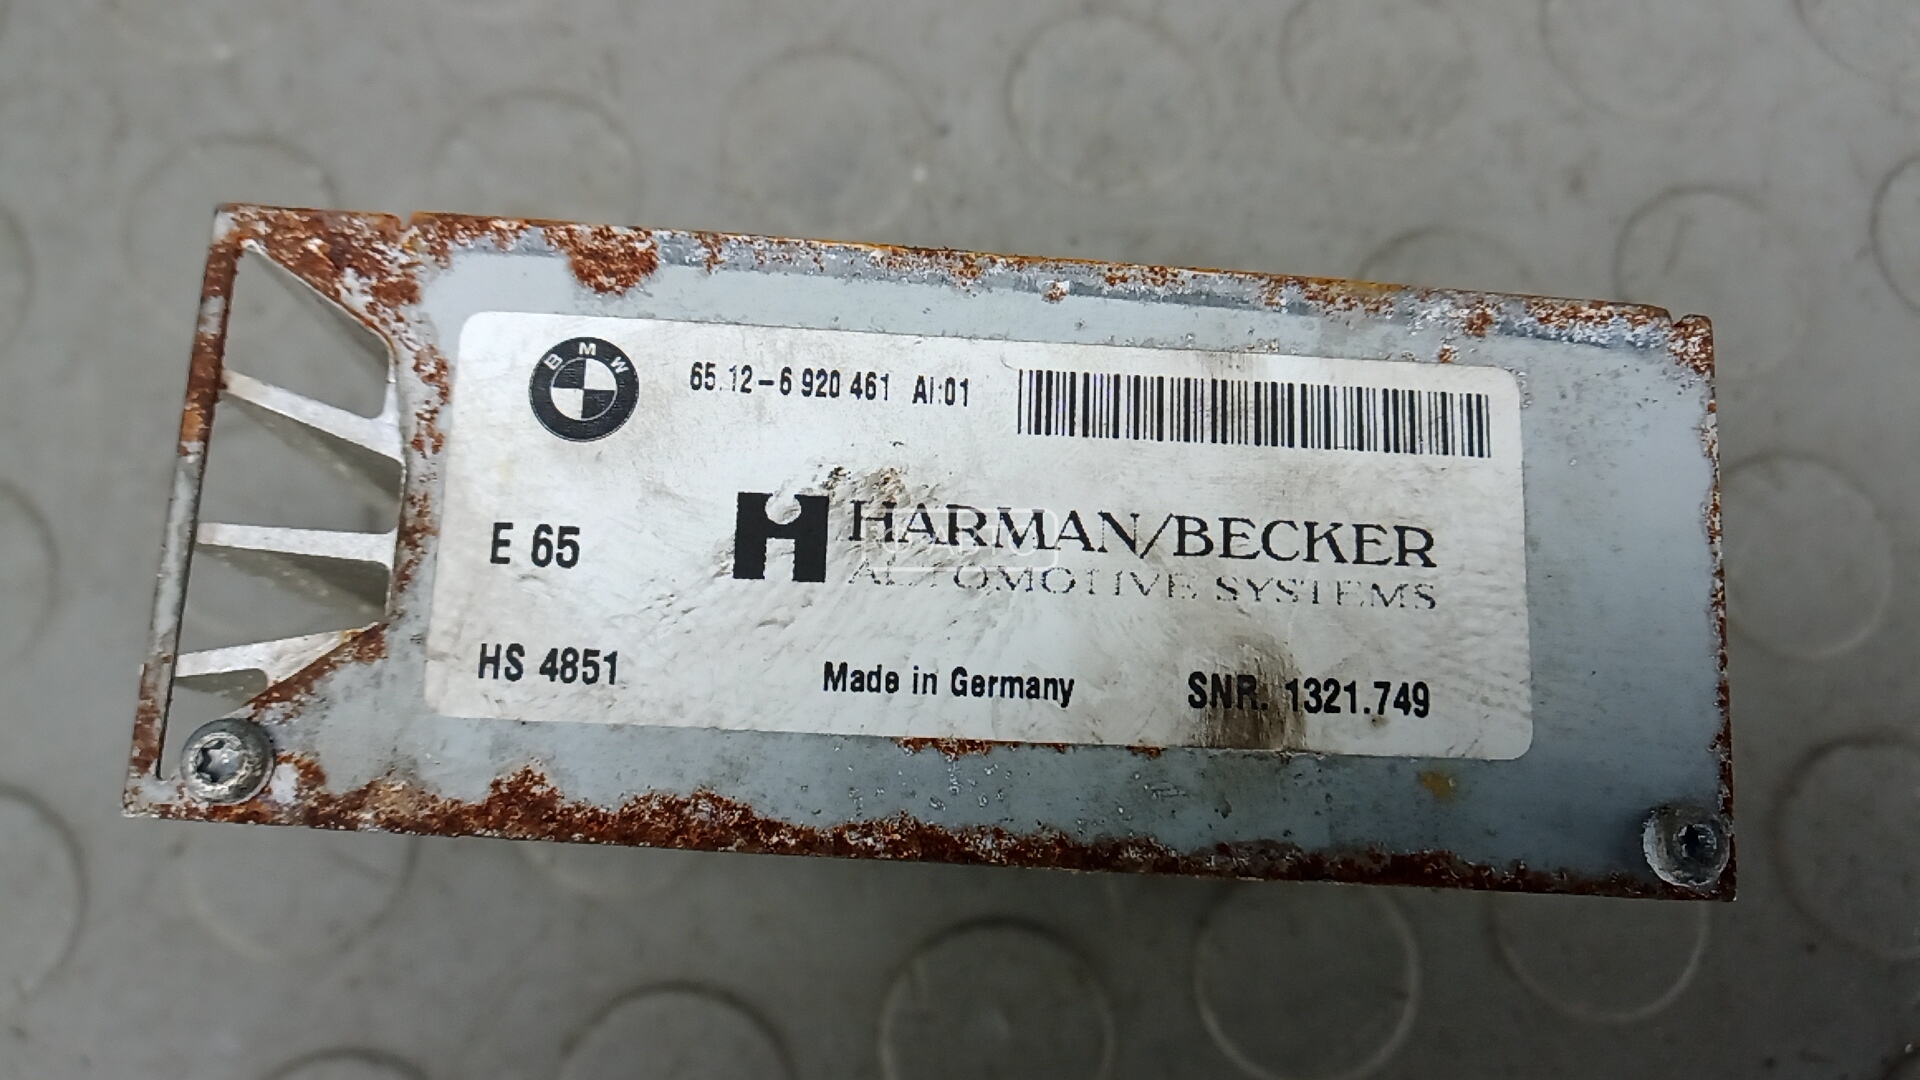 BMW
65.12-6 920 461 AI:01
HARMAN/BECKER
AUTOMOTIVE SYSTEMS
E 65
HS 4851
Made in Germany
SNR. 1321.749